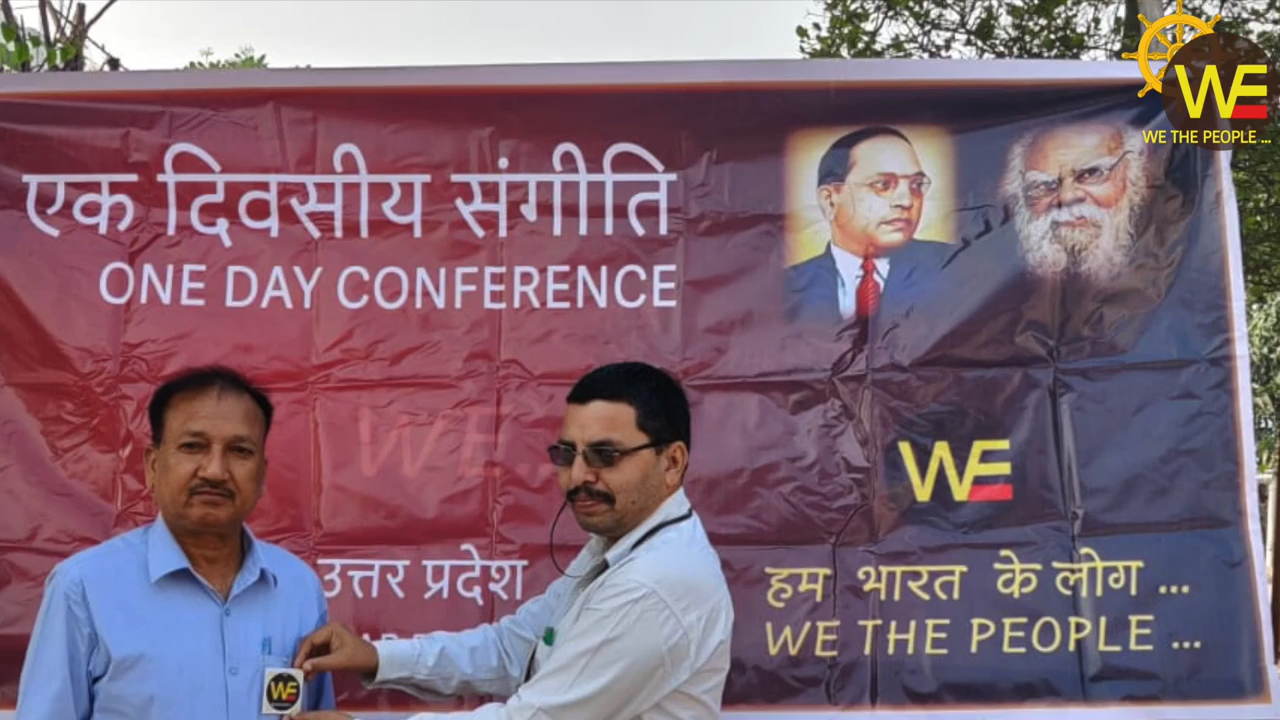 WE
WE THE PEOPLE ...
एक दिवसीय संगीति
ONE DAY CONFERENCE
WE...
WE
उत्तर प्रदेश
हम भारत के लोग ...
WE THE PEOPLE ...
WE